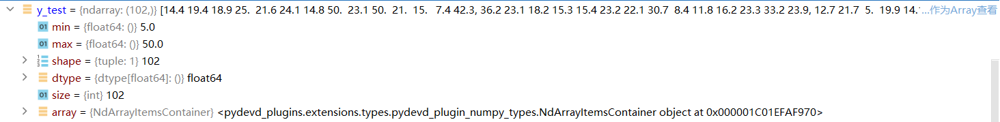 y_test = {ndarray: (102,)} [14.4 19.4 18.9 25.  21.6 24.1 14.8 50.  23.1 50.  21.  15.   7.4 42.3, 36.2 23.1 18.2 15.3 15.4 23.2 22.1 30.7  8.4 11.8 16.2 23.3 33.2 23.9, 12.7 21.7  5.  19.9 14. ...作为Array查看
01 min = {float64: ()} 5.0
01 max = {float64: ()} 50.0
shape = {tuple: 1} 102
dtype = {dtype[float64]: ()} float64
01 size = {int} 102
array = {NdArrayItemsContainer} <pydevd_plugins.extensions.types.pydevd_plugin_numpy_types.NdArrayItemsContainer object at 0x000001C01EFAF970>